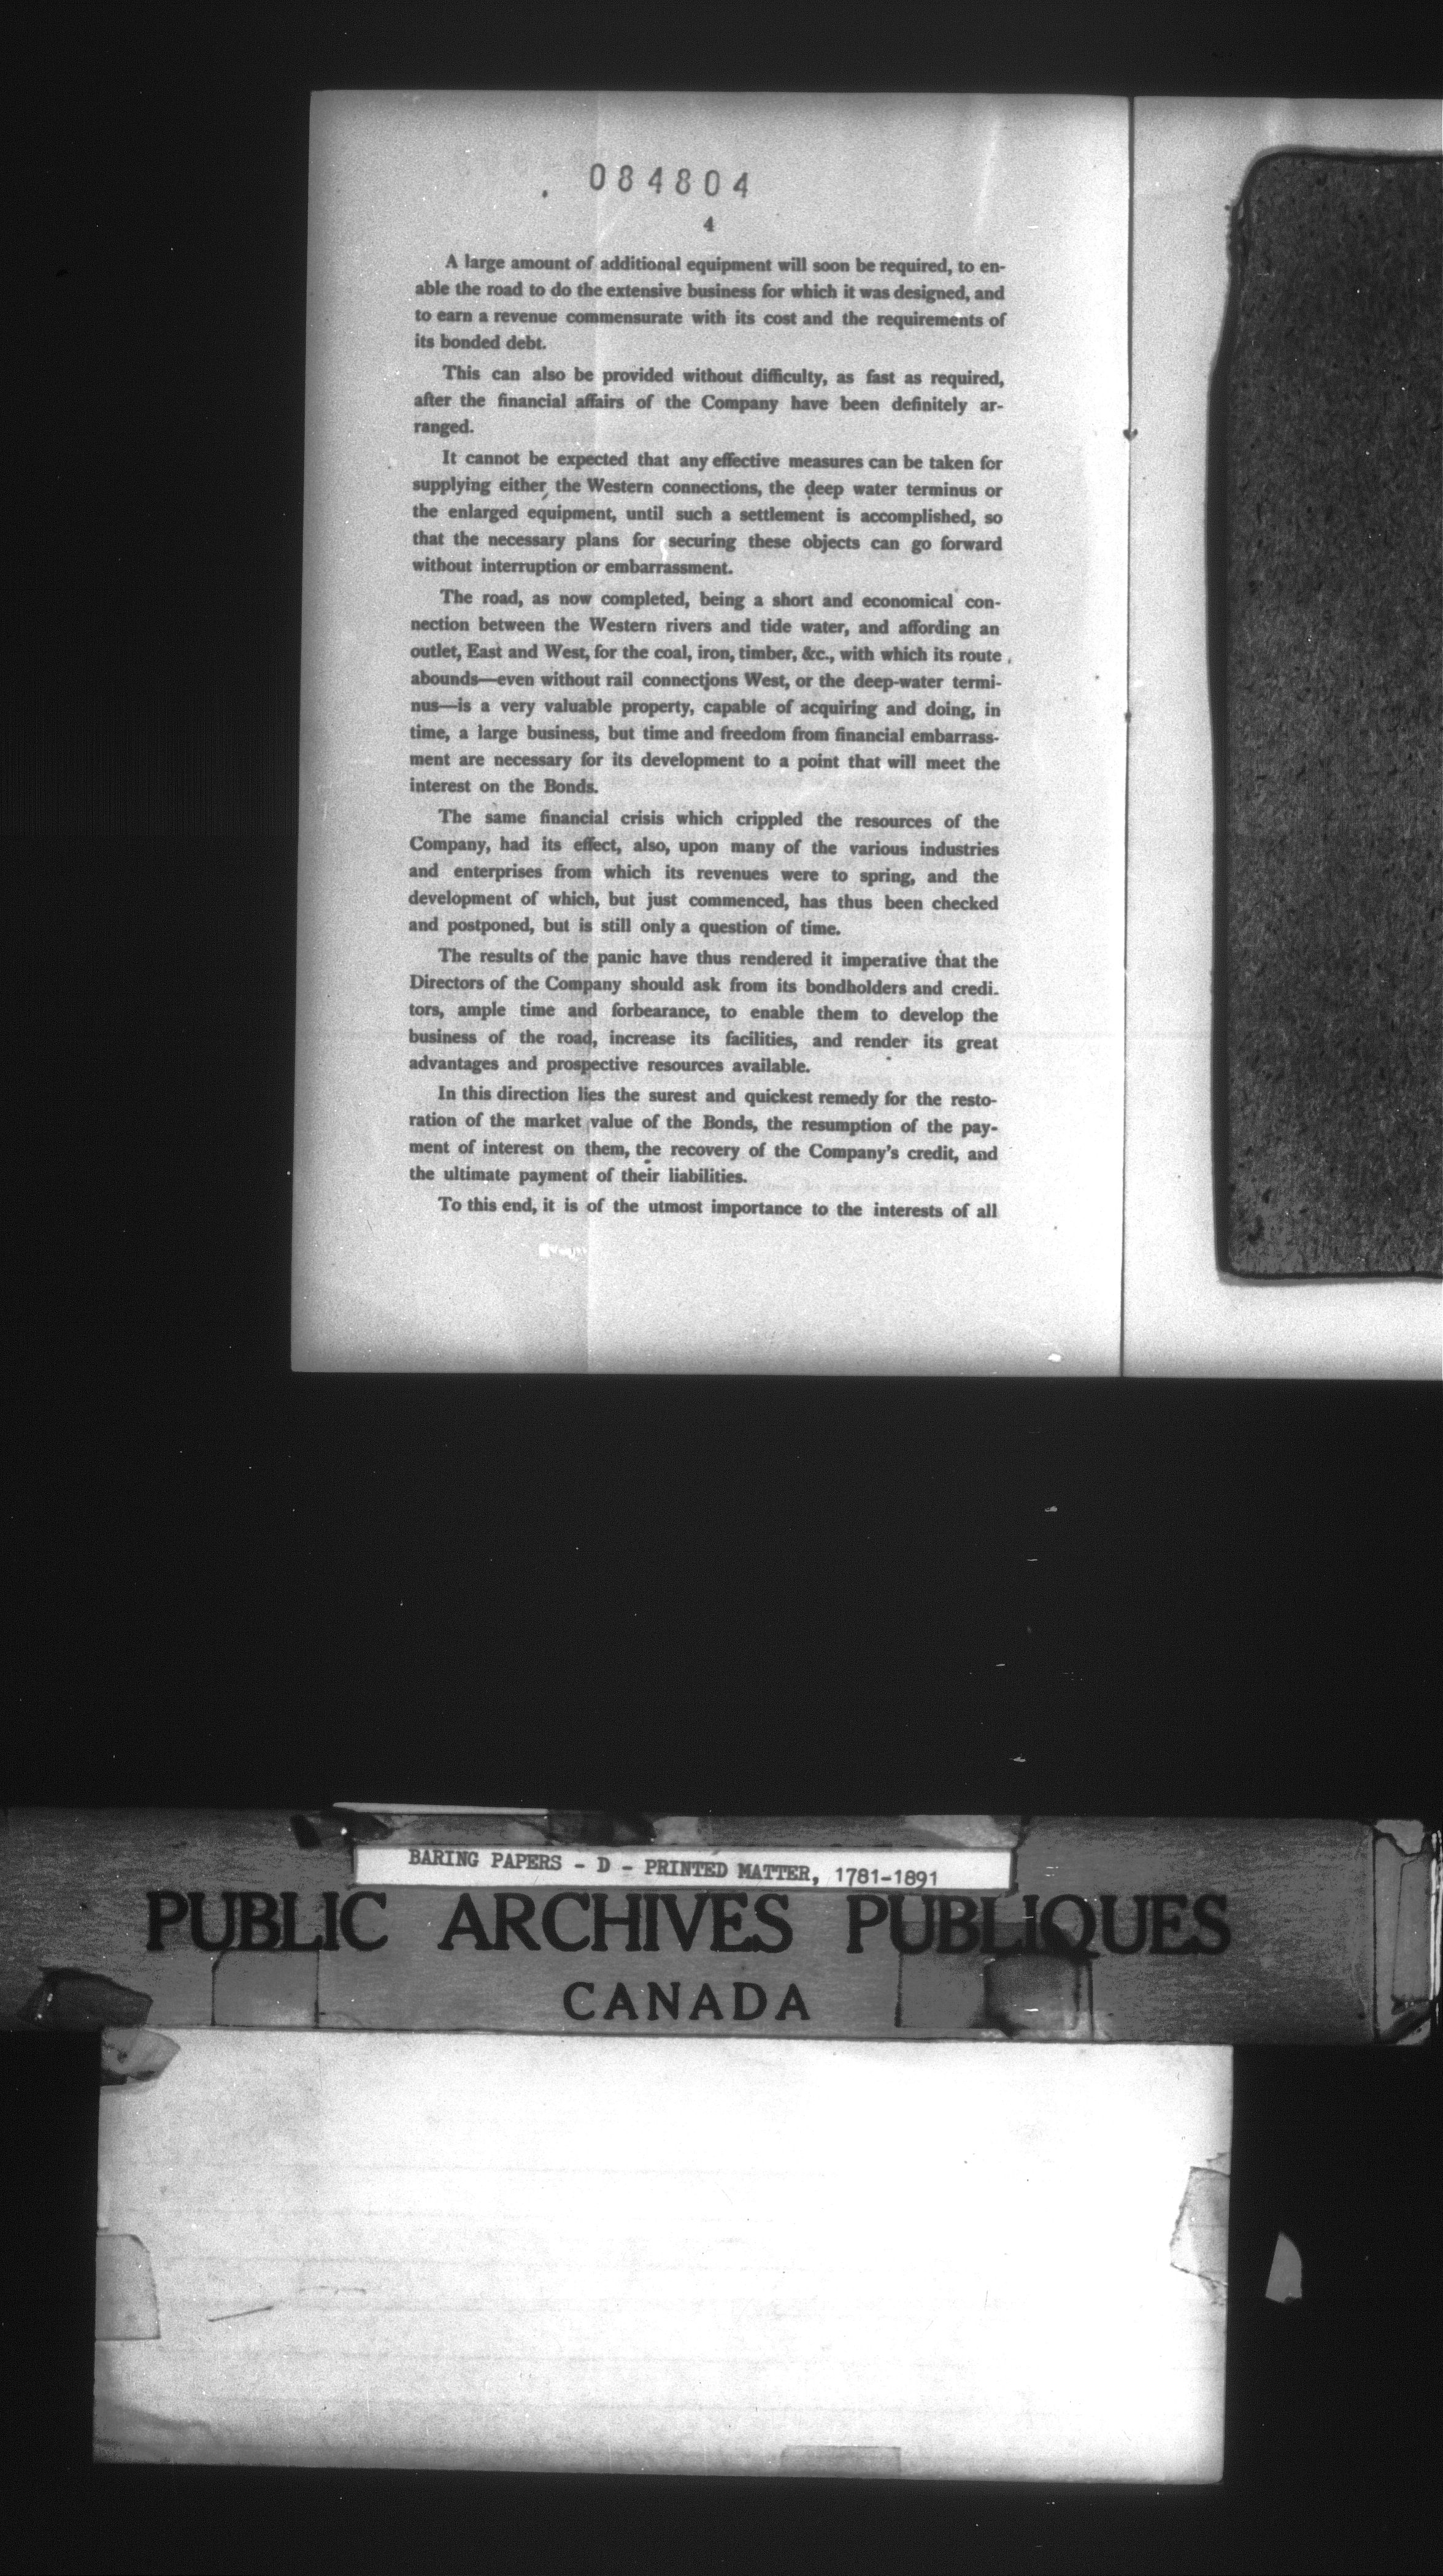 084804
4
A large amount of additional equipment will soon be required, to en-
able the road to do the extensive business for which it was designed, and
to earn a revenue commensurate with its cost and the requirements of
its bonded debt.
This can also be provided without difficulty, as fast as required,
after the financial affairs of the Company have been definitely ar-
ranged.
It cannot be expected that any effective measures can be taken for
supplying either the Western connections, the deep water terminus or
the enlarged equipment, until such a settlement is accomplished, so
that the necessary plans for securing these objects can go forward
without interruption or embarrassment.
The road, as now completed, being a short and economical con-
nection between the Western rivers and tide water, and affording an
outlet, East and West, for the coal, iron, timber, &c., with which its route
abounds—even without rail connections West, or the deep-water termi-
nus—is a very valuable property, capable of acquiring and doing, in
time, a large business, but time and freedom from financial embarrass-
ment are necessary for its development to a point that will meet the
interest on the Bonds.
The same financial crisis which crippled the resources of the
Company, had its effect, also, upon many of the various industries
and enterprises from which its revenues were to spring, and the
development of which, but just commenced, has thus been checked
and postponed, but is still only a question of time.
The results of the panic have thus rendered it imperative that the
Directors of the Company should ask from its bondholders and credi-
tors, ample time and forbearance, to enable them to develop the
business of the road, increase its facilities, and render its great
advantages and prospective resources available.
In this direction lies the surest and quickest remedy for the resto-
ration of the market value of the Bonds, the resumption of the pay-
ment of interest on them, the recovery of the Company's credit, and
the ultimate payment of their liabilities.
To this end, it is of the utmost importance to the interests of all
BARING PAPERS - D - PRINTED MATTER, 1781-1891
PUBLIC ARCHIVES PUBLIQUES
CANADA